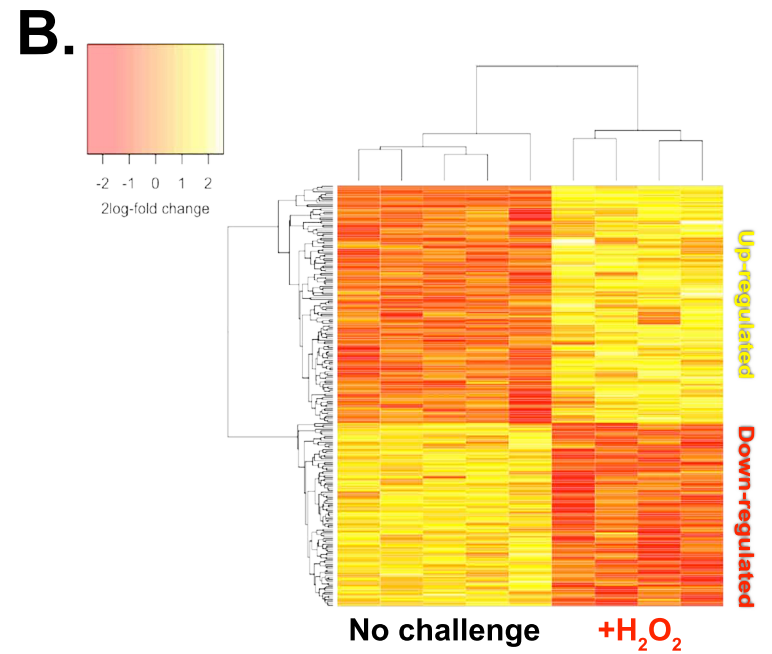 B.
-2 -1 0 1 2
2log-fold change
Up-regulated
Down-regulated
No challenge
+H₂O₂